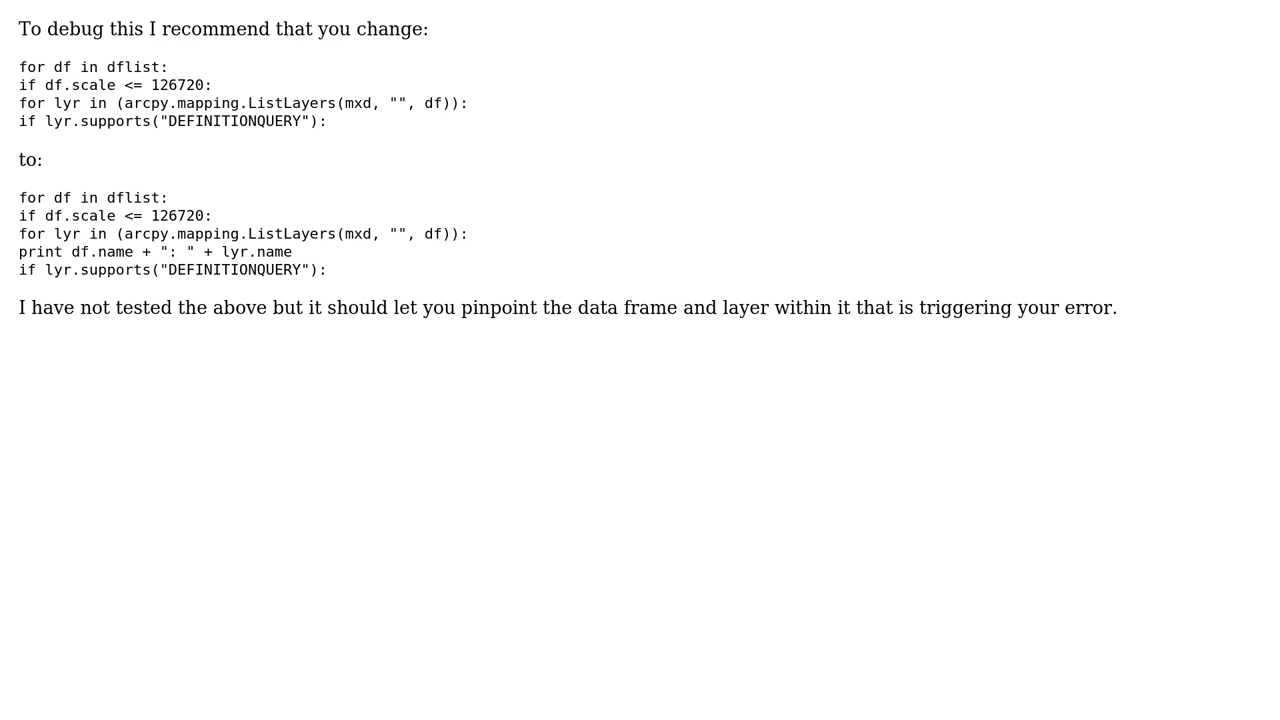 To debug this I recommend that you change:
for df in dflist:
if df.scale <= 126720:
for lyr in (arcpy.mapping.ListLayers(mxd, "", df)):
if lyr.supports("DEFINITIONQUERY"):
to:
for df in dflist:
if df.scale <= 126720:
for lyr in (arcpy.mapping.ListLayers(mxd, "", df)):
print df.name + ": " + lyr.name
if lyr.supports("DEFINITIONQUERY"):
I have not tested the above but it should let you pinpoint the data frame and layer within it that is triggering your error.